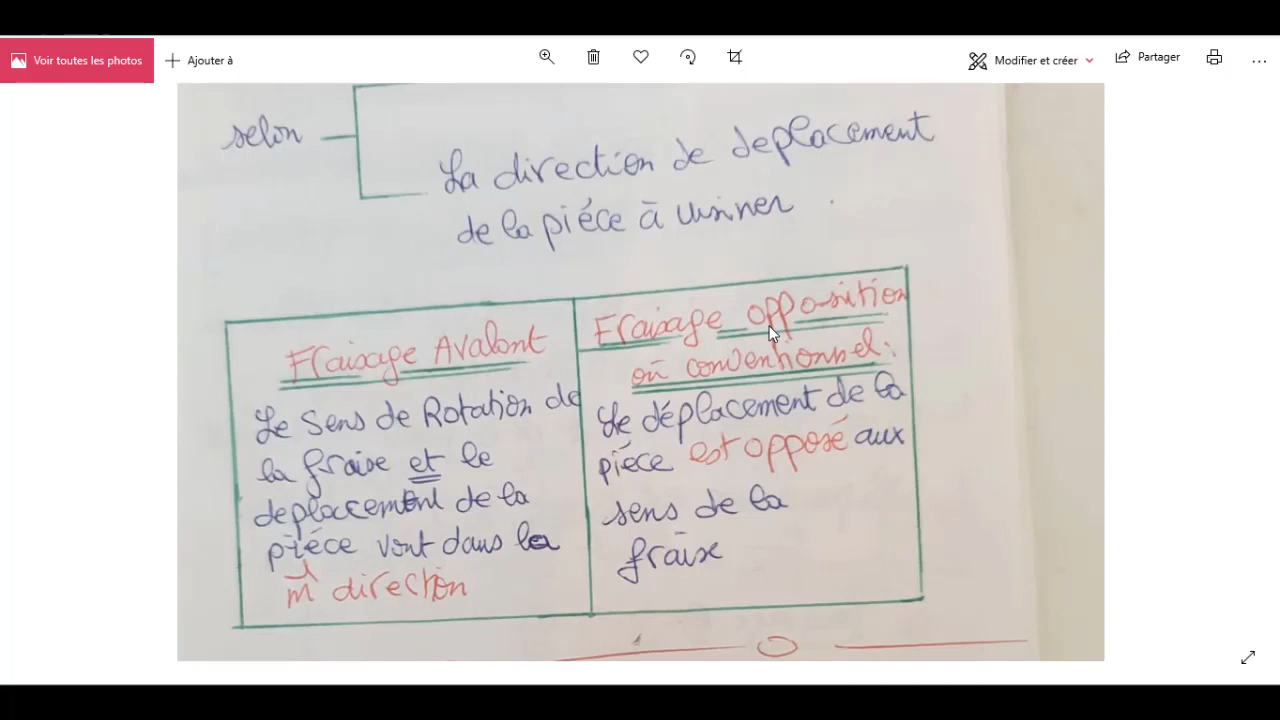 Voir toutes les photos
Ajouter à
Modifier et créer
Partager
selon
La direction de deplacement
de la piéce à usiner
Fraisage Avalant
Le sens de Rotation de
la fraise et le
deplacement de la
piéce vont dans la
m̂ direction
Fraisage opposition
où conventionnel:
Le déplacement de la
piéce est opposé aux
sens de la
fraise